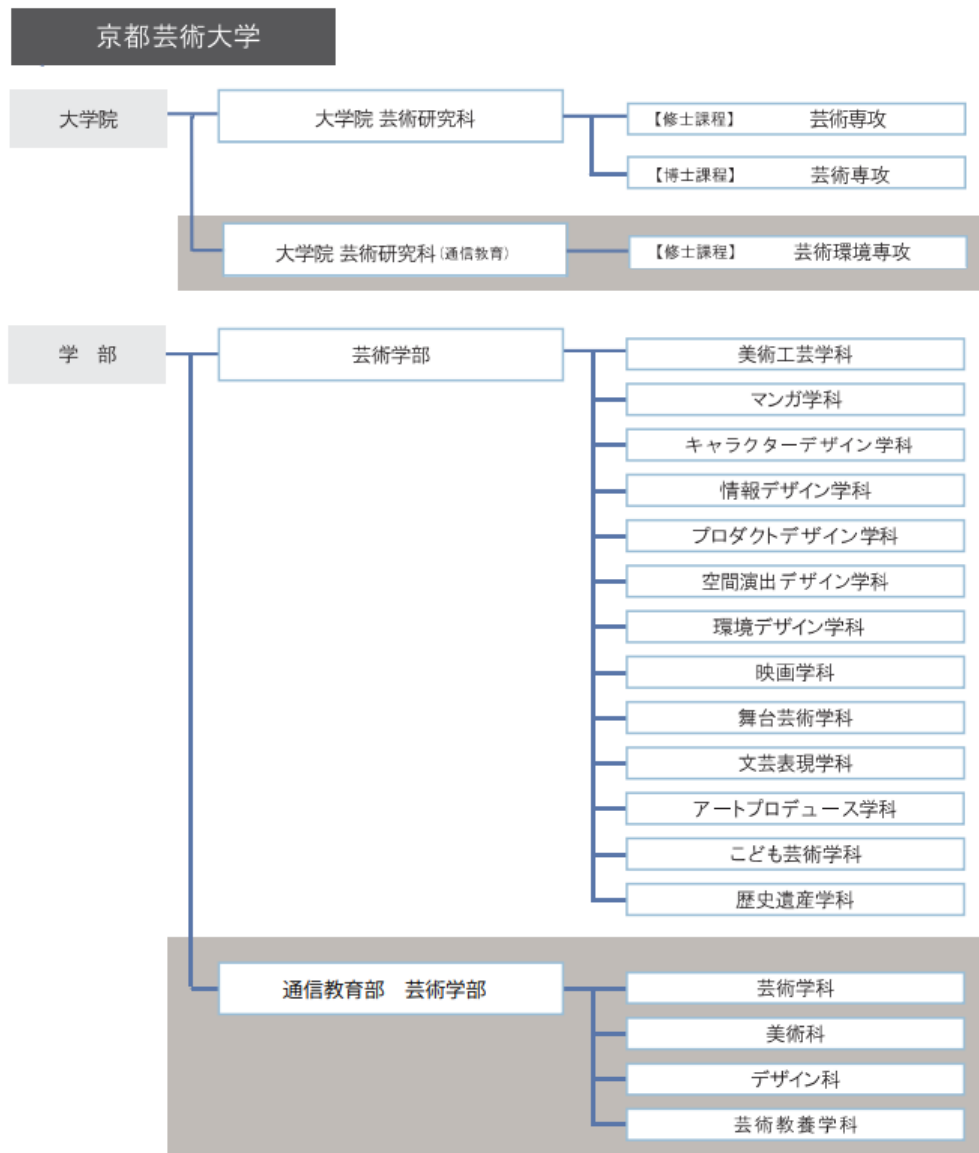 京都芸術大学
大学院
大学院 芸術研究科
【修士課程】 芸術専攻
【博士課程】 芸術専攻
大学院 芸術研究科(通信教育)
【修士課程】 芸術環境専攻
学 部
芸術学部
美術工芸学科
マンガ学科
キャラクターデザイン学科
情報デザイン学科
プロダクトデザイン学科
空間演出デザイン学科
環境デザイン学科
映画学科
舞台芸術学科
文芸表現学科
アートプロデュース学科
こども芸術学科
歴史遺産学科
通信教育部 芸術学部
芸術学科
美術科
デザイン科
芸術教養学科